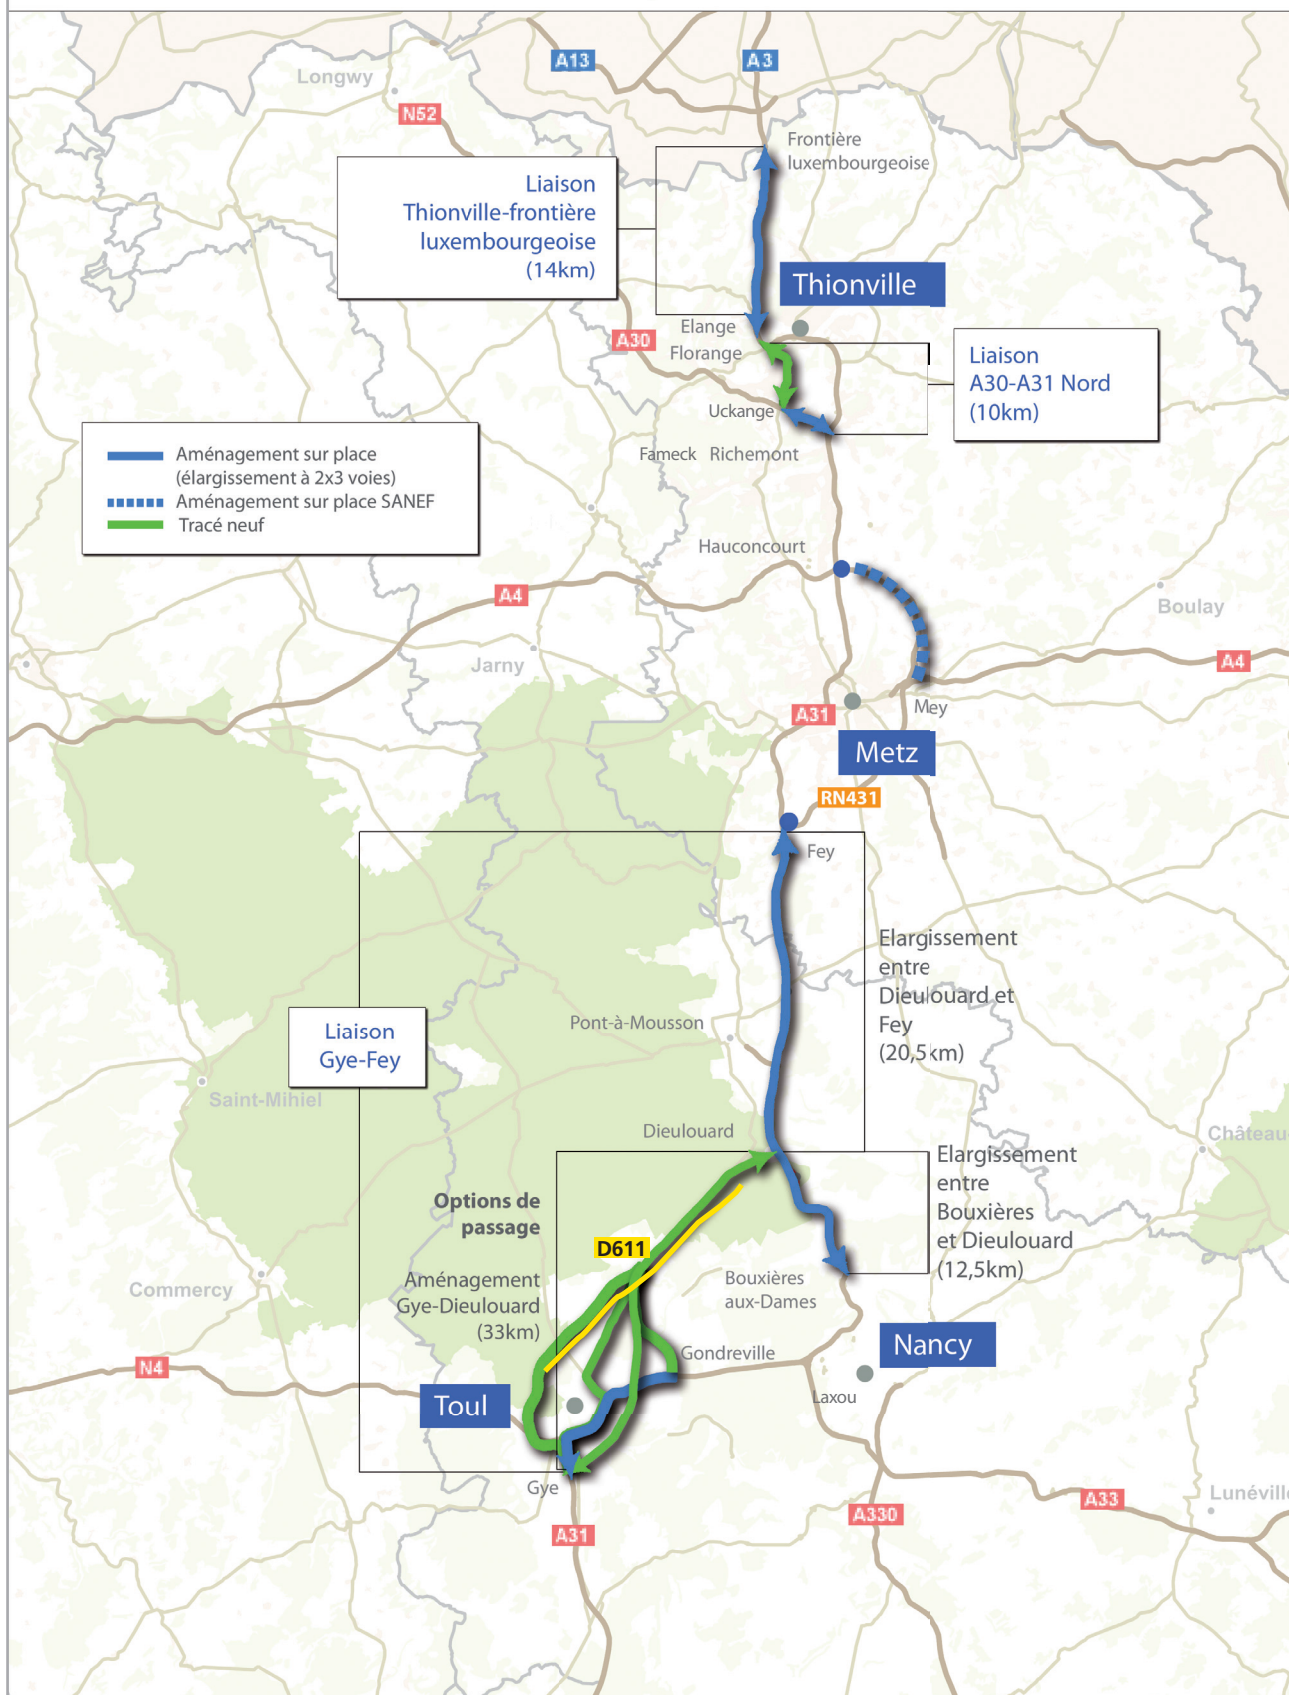 A13
A3
Longwy
N52
Frontière
luxembourgeoise
Liaison
Thionville-frontière
luxembourgeoise
(14km)
Thionville
Elange
Florange
A30
Liaison
A30-A31 Nord
(10km)
Uckange
Fameck
Richemont
Aménagement sur place
(élargissement à 2x3 voies)
Aménagement sur place SANEF
Tracé neuf
Hauconcourt
A4
Boulay
Jarny
A4
Mey
A31
Metz
RN431
Fey
Elargissement
entre
Dieulouard et
Fey
(20,5km)
Liaison
Gye-Fey
Pont-à-Mousson
Saint-Mihiel
Dieulouard
Château-
Elargissement
entre
Bouxières
et Dieulouard
(12,5km)
Options de
passage
D611
Aménagement
Gye-Dieulouard
(33km)
Commercy
Bouxières
aux-Dames
Gondreville
Nancy
N4
Toul
Laxou
Gye
A33
Lunéville
A330
A31